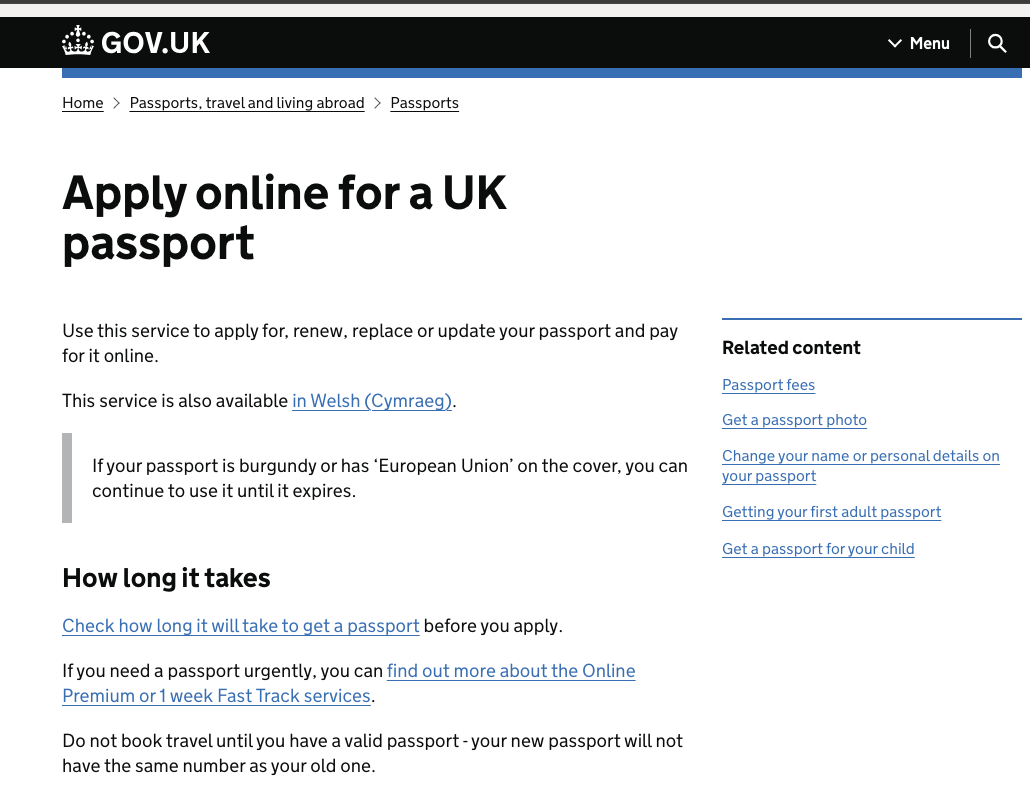 GOV.UK
Menu
Home
Passports, travel and living abroad
Passports
Apply online for a UK
passport
Use this service to apply for, renew, replace or update your passport and pay
for it online.
This service is also available in Welsh (Cymraeg).
If your passport is burgundy or has ‘European Union’ on the cover, you can
continue to use it until it expires.
How long it takes
Check how long it will take to get a passport before you apply.
If you need a passport urgently, you can find out more about the Online
Premium or 1 week Fast Track services.
Do not book travel until you have a valid passport - your new passport will not
have the same number as your old one.
Related content
Passport fees
Get a passport photo
Change your name or personal details on
your passport
Getting your first adult passport
Get a passport for your child